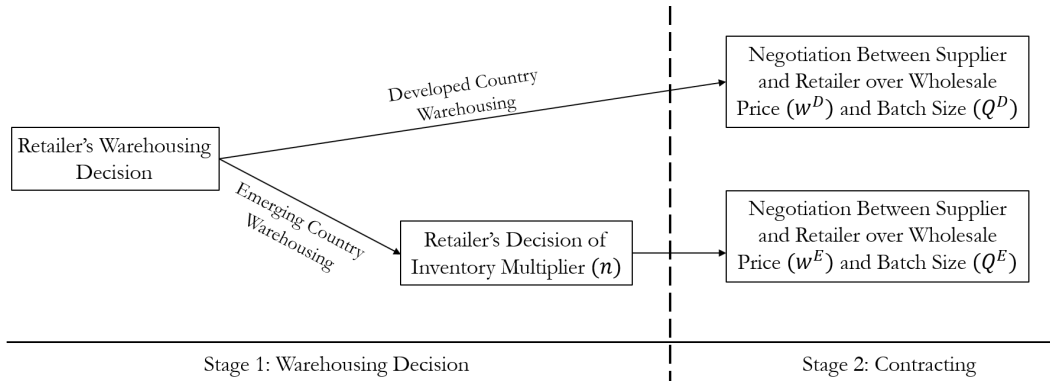 Retailer's Warehousing
Decision
Developed Country
Warehousing
Emerging Country
Warehousing
Retailer's Decision of
Inventory Multiplier (n)
Negotiation Between Supplier
and Retailer over Wholesale
Price (w^D) and Batch Size (Q^D)
Negotiation Between Supplier
and Retailer over Wholesale
Price (w^E) and Batch Size (Q^E)
Stage 1: Warehousing Decision
Stage 2: Contracting